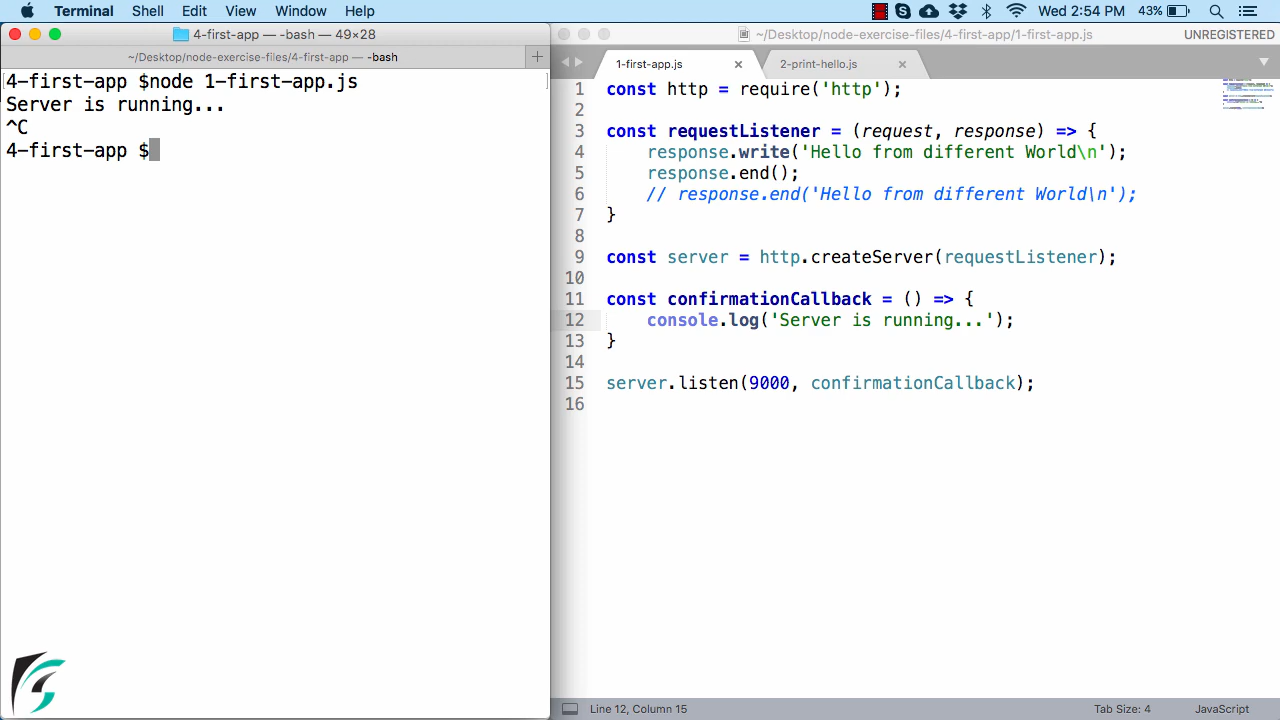 Terminal Shell Edit View Window Help 43% Wed 2:54 PM
4-first-app — -bash — 49×28
~/Desktop/node-exercise-files/4-first-app — -bash
4-first-app $node 1-first-app.js
Server is running...
^C
4-first-app $
~/Desktop/node-exercise-files/4-first-app/1-first-app.js UNREGISTERED
1-first-app.js 2-print-hello.js
1 const http = require('http');
2
3 const requestListener = (request, response) => {
4 response.write('Hello from different World\n');
5 response.end();
6 // response.end('Hello from different World\n');
7 }
8
9 const server = http.createServer(requestListener);
10
11 const confirmationCallback = () => {
12 console.log('Server is running...');
13 }
14
15 server.listen(9000, confirmationCallback);
16
Line 12, Column 15 Tab Size: 4 JavaScript